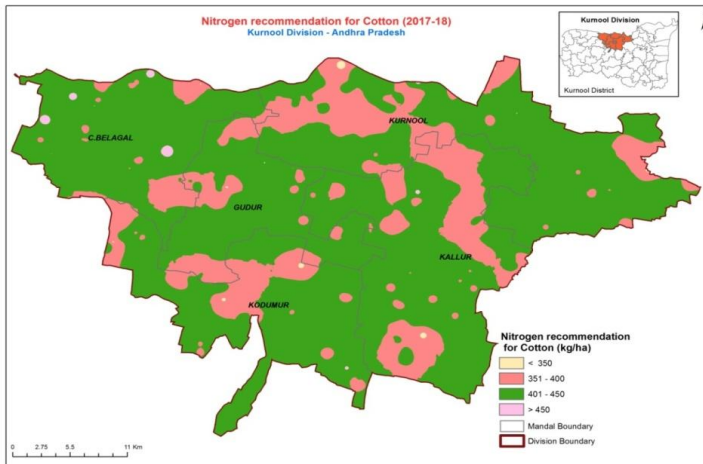 Nitrogen recommendation for Cotton (2017-18)
Kurnool Division - Andhra Pradesh
Kurnool Division
Kurnool District
KURNOOL
C.BELAGAL
GUDUR
KALLUR
KODUMUR
Nitrogen recommendation
for Cotton (kg/ha)
< 350
351 - 400
401 - 450
> 450
Mandal Boundary
Division Boundary
0 2.75 5.5 11 Km